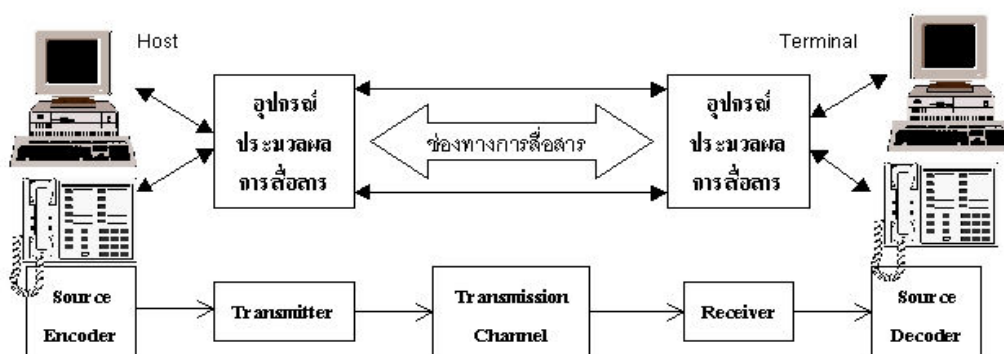 Host
Terminal
อุปกรณ์
ประมวลผล
การสื่อสาร
ช่องทางการสื่อสาร
อุปกรณ์
ประมวลผล
การสื่อสาร
Source
Encoder
Transmitter
Transmission
Channel
Receiver
Source
Decoder